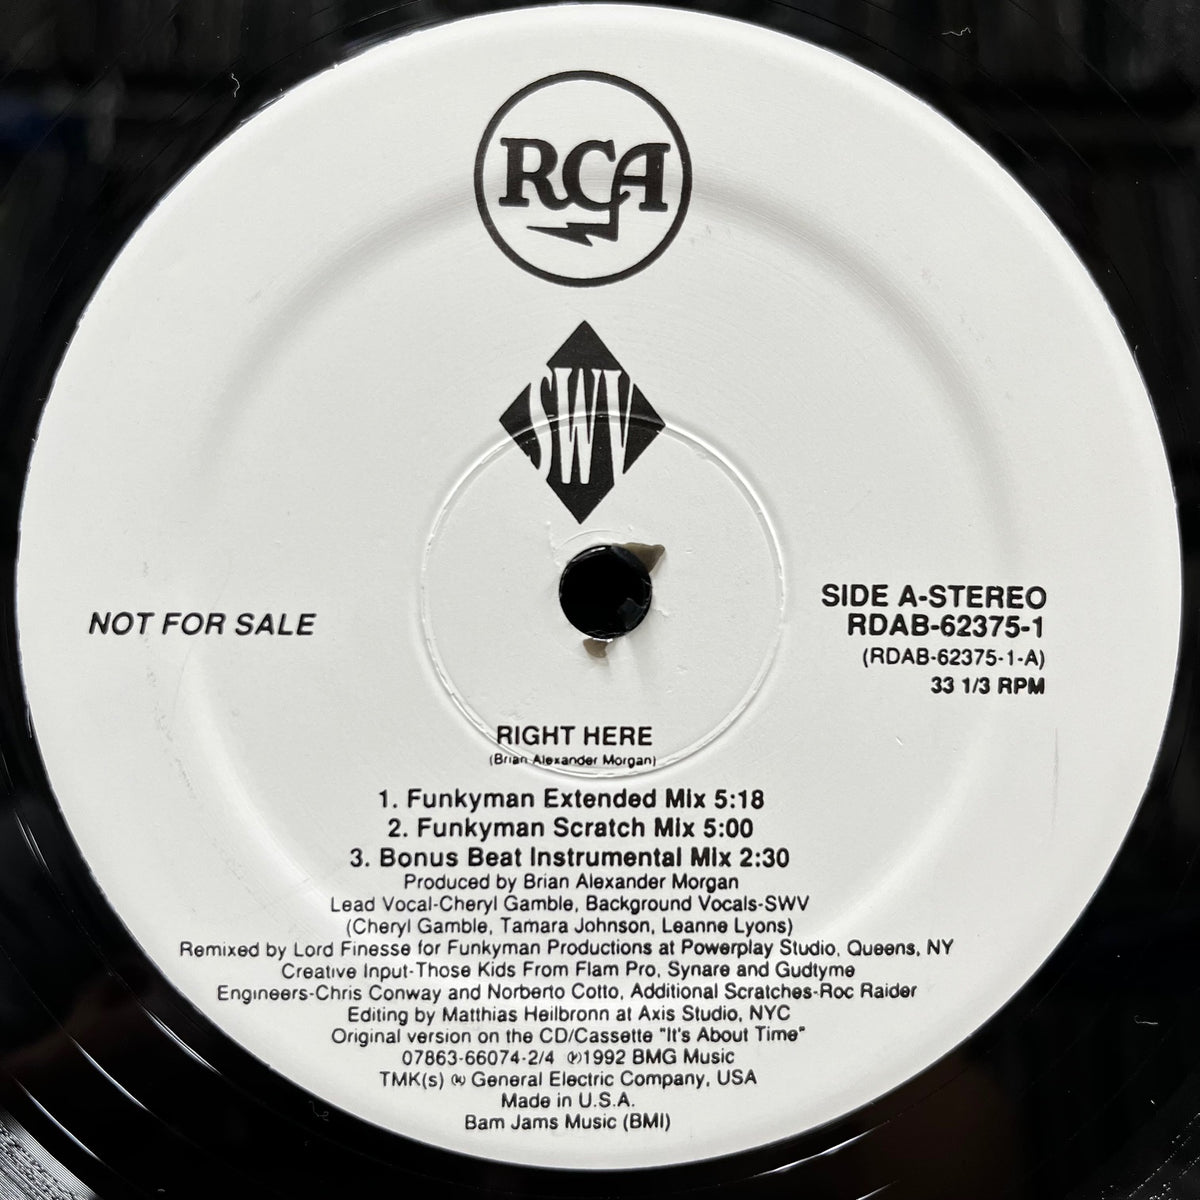 RCA
SWV
NOT FOR SALE
SIDE A-STEREO
RDAB-62375-1
(RDAB-62375-1-A)
33 1/3 RPM
RIGHT HERE
(Brian Alexander Morgan)
1. Funkyman Extended Mix 5:18
2. Funkyman Scratch Mix 5:00
3. Bonus Beat Instrumental Mix 2:30
Produced by Brian Alexander Morgan
Lead Vocal-Cheryl Gamble, Background Vocals-SWV
(Cheryl Gamble, Tamara Johnson, Leanne Lyons)
Remixed by Lord Finesse for Funkyman Productions at Powerplay Studio, Queens, NY
Creative Input-Those Kids From Flam Pro, Synare and Gudtyme
Engineers-Chris Conway and Norberto Cotto, Additional Scratches-Roc Raider
Editing by Matthias Heilbronn at Axis Studio, NYC
Original version on the CD/Cassette "It's About Time"
07863-66074-2/4 ℗1992 BMG Music
TMK(s) ® General Electric Company, USA
Made in U.S.A.
Bam Jams Music (BMI)